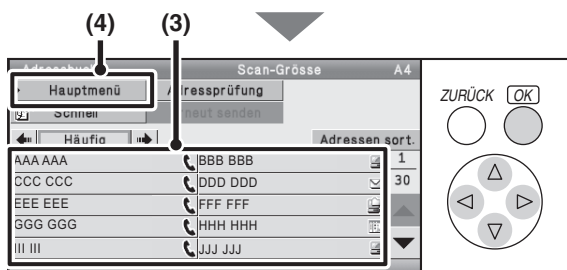 (4) (3)
Adressbuch Scan-Grösse A4
Hauptmenü Adressprüfung
Schnell Erneut senden
Häufig Adressen sort.
AAA AAA BBB BBB 1
CCC CCC DDD DDD 30
EEE EEE FFF FFF
GGG GGG HHH HHH
III III JJJ JJJ
ZURÜCK OK